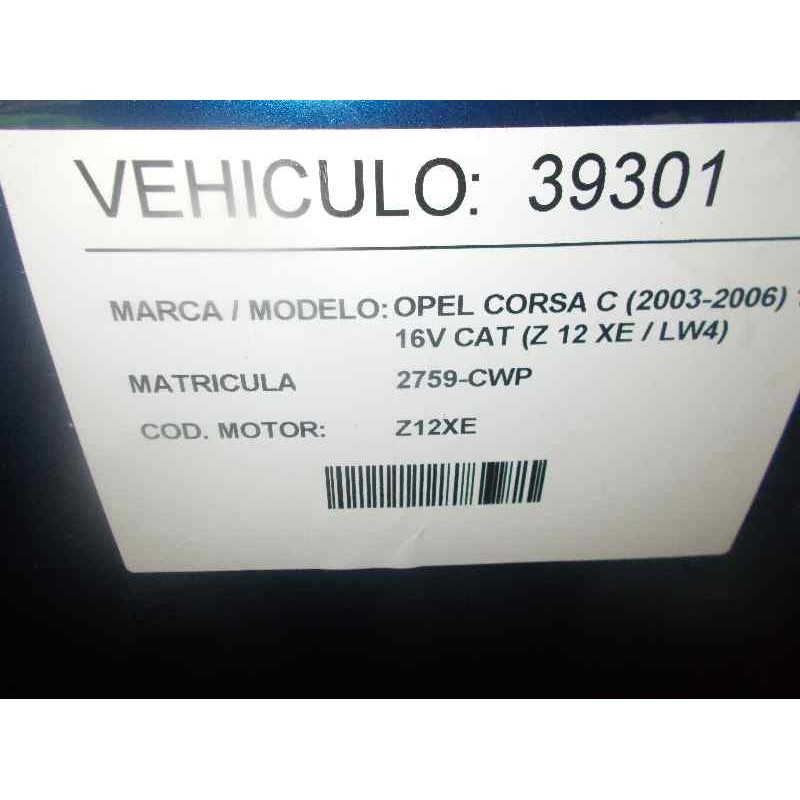 VEHICULO: 39301
MARCA / MODELO: OPEL CORSA C (2003-2006)
16V CAT (Z 12 XE / LW4)
MATRICULA 2759-CWP
COD. MOTOR: Z12XE